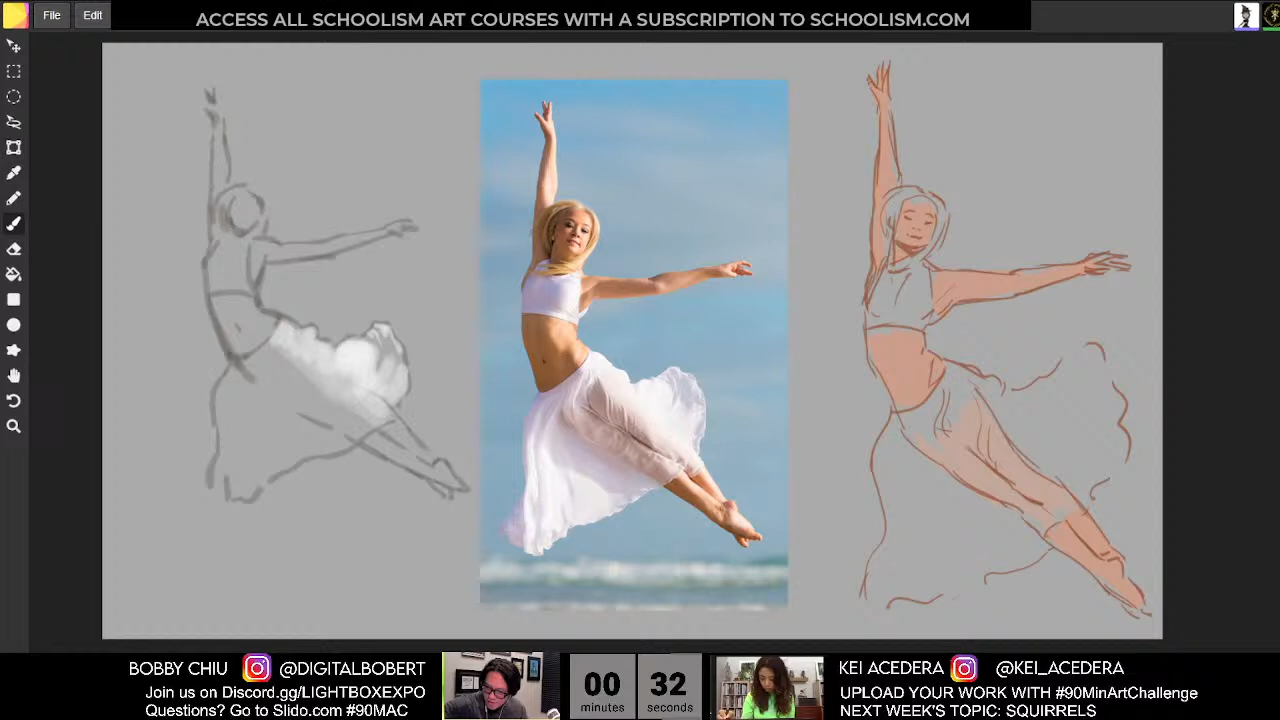 File
Edit
ACCESS ALL SCHOOLISM ART COURSES WITH A SUBSCRIPTION TO SCHOOLISM.COM
BOBBY CHIU @DIGITALBOBERT
Join us on Discord.gg/LIGHTBOXEXPO
Questions? Go to Slido.com #90MAC
00
minutes
32
seconds
KEI ACEDERA @KEI_ACEDERA
UPLOAD YOUR WORK WITH #90MinArtChallenge
NEXT WEEK'S TOPIC: SQUIRRELS